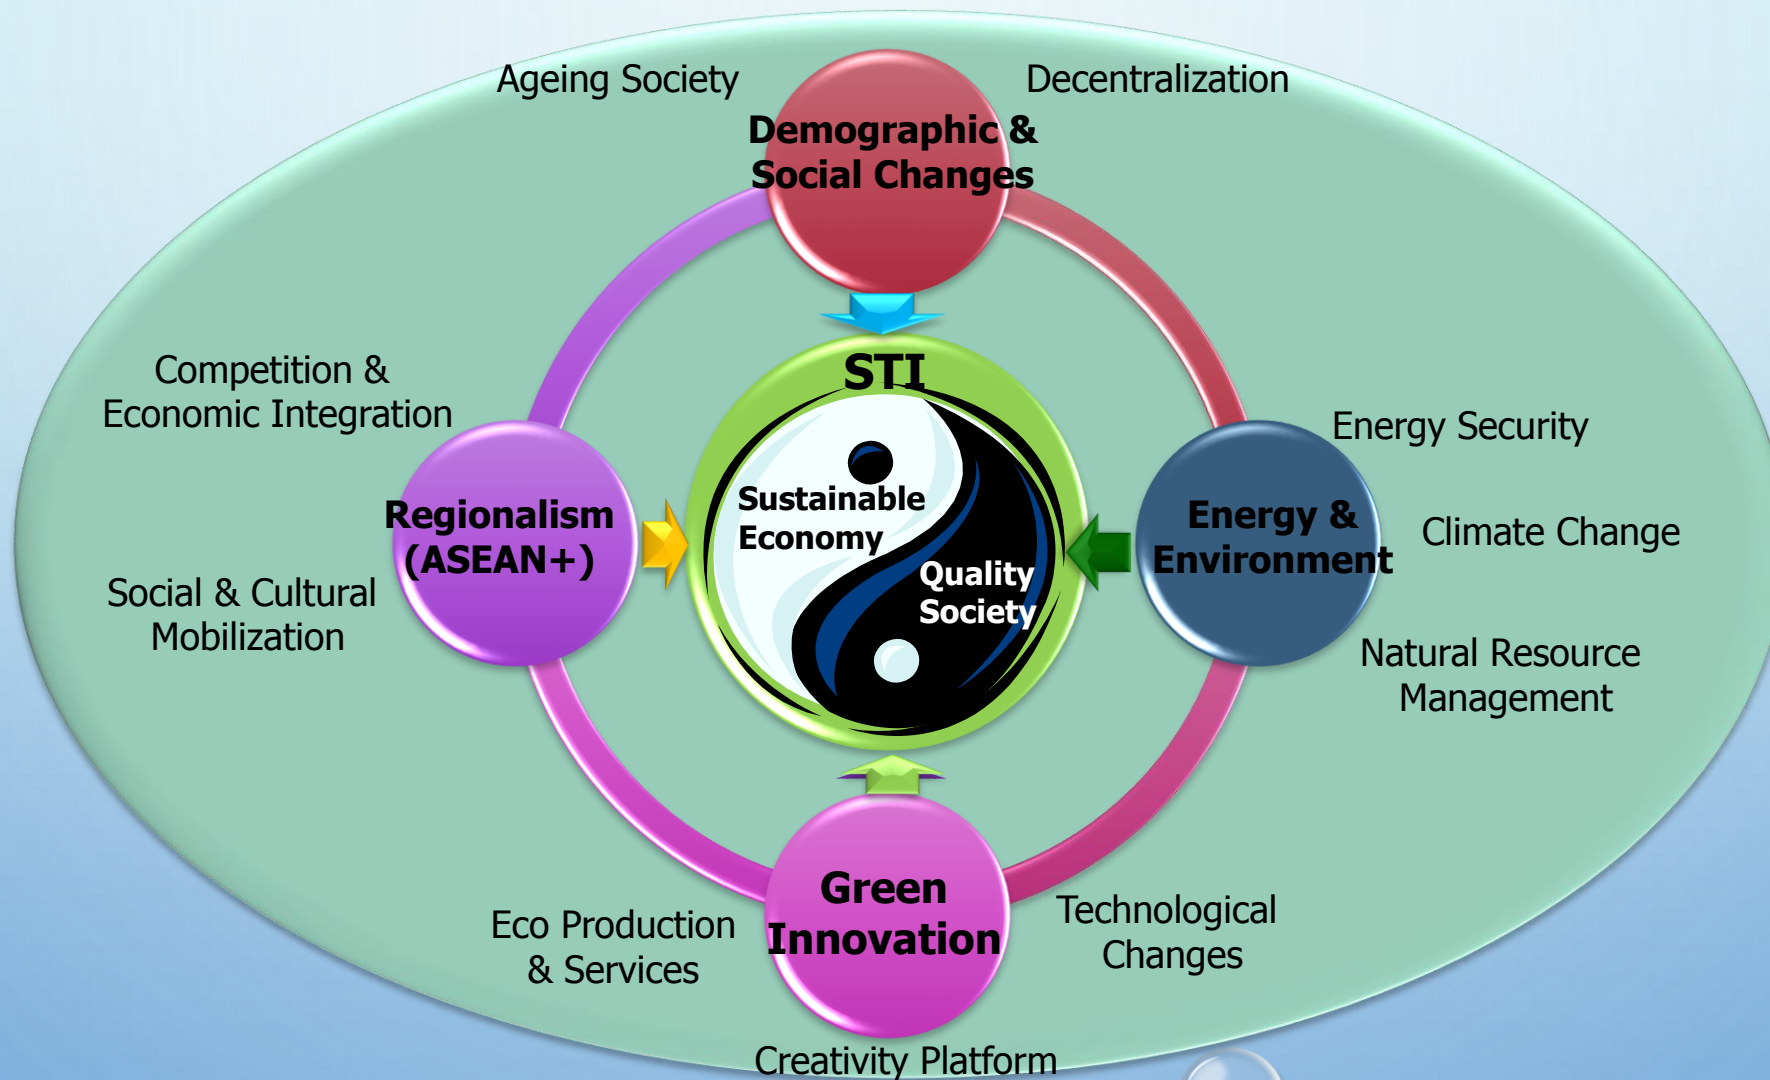 Ageing Society
Decentralization
Demographic &
Social Changes
STI
Competition &
Economic Integration
Energy Security
Sustainable
Economy
Regionalism
(ASEAN+)
Energy &
Environment
Climate Change
Quality
Society
Social & Cultural
Mobilization
Natural Resource
Management
Green
Innovation
Eco Production
& Services
Technological
Changes
Creativity Platform